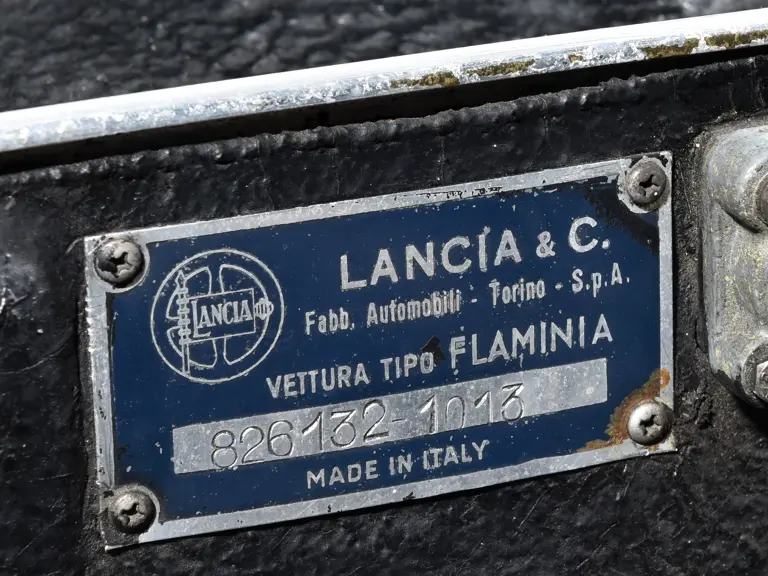 LANCIA
LANCIA & C.
Fabb. Automobili - Torino - S.p.A.
VETTURA TIPO FLAMINIA
826132-1013
MADE IN ITALY